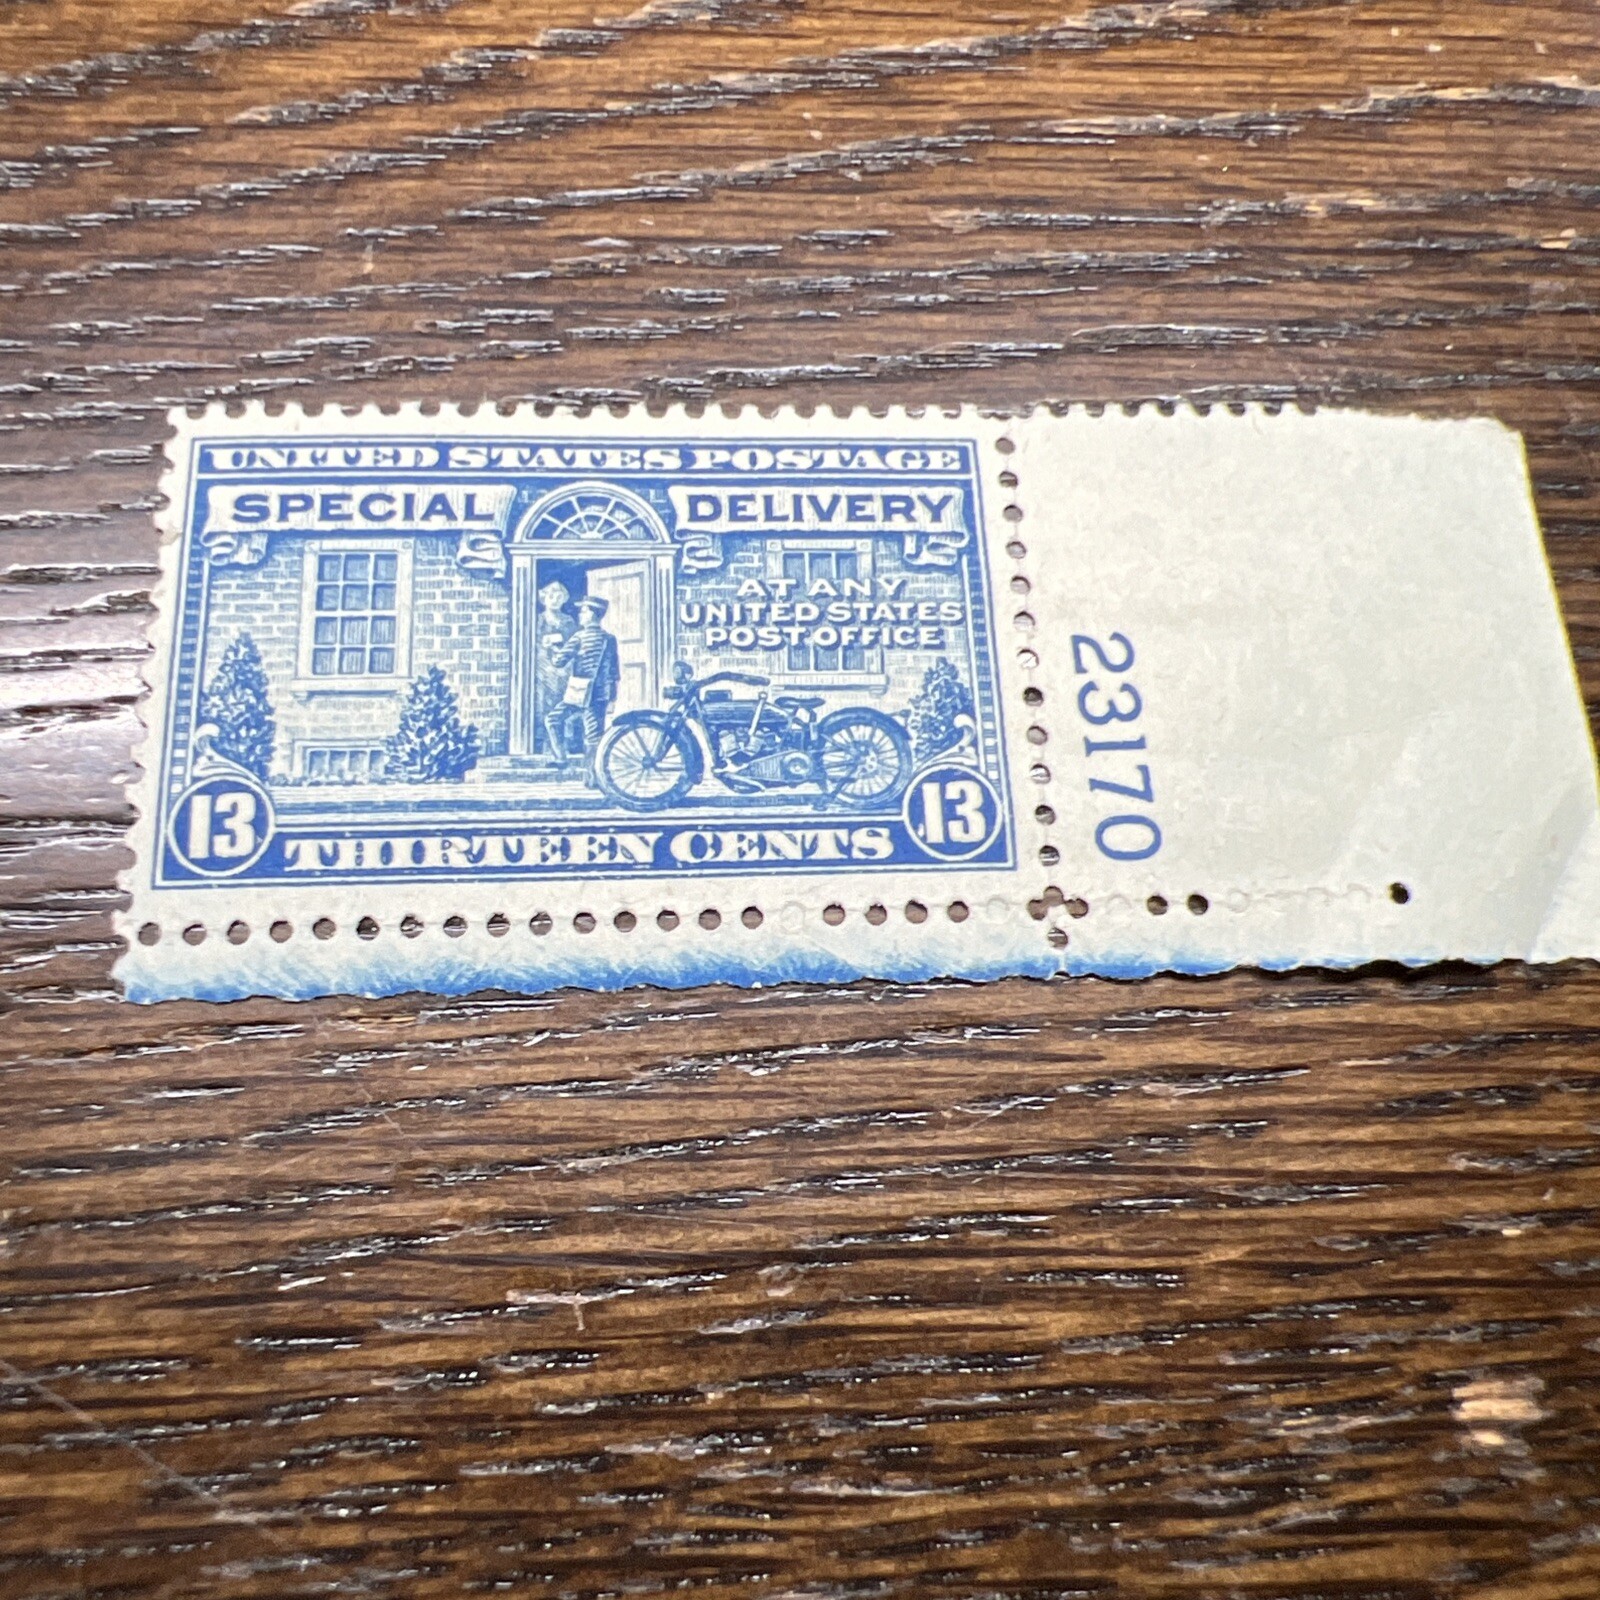 UNITED STATES POSTAGE
SPECIAL DELIVERY
AT ANY
UNITED STATES
POST OFFICE
13 THIRTEEN CENTS 13
23170